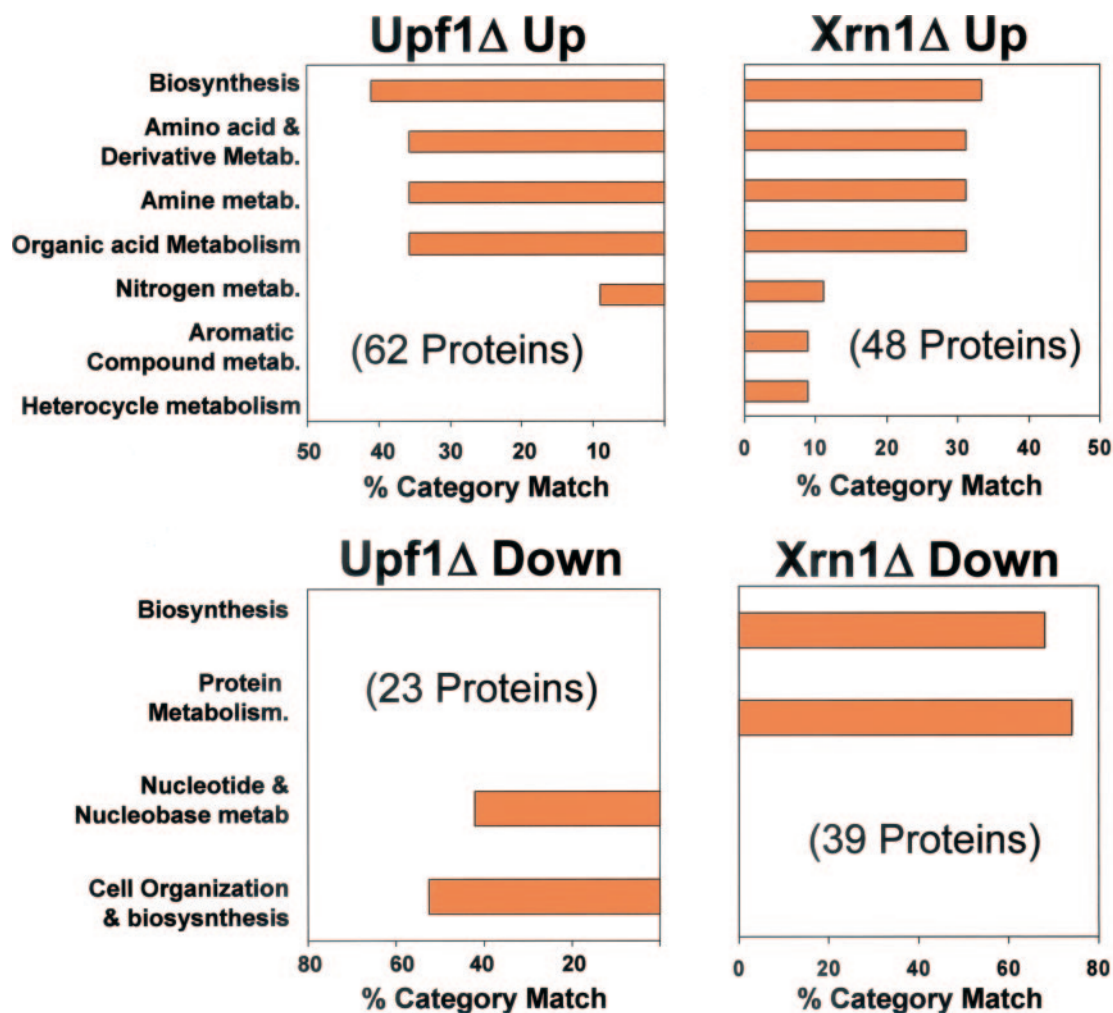 Upf1Δ Up
Xrn1Δ Up
Biosynthesis
Amino acid &
Derivative Metab.
Amine metab.
Organic acid Metabolism
Nitrogen metab.
Aromatic
Compound metab.
Heterocycle metabolism
(62 Proteins)
(48 Proteins)
50 40 30 20 10
0 10 20 30 40 50
% Category Match
% Category Match
Upf1Δ Down
Xrn1Δ Down
Biosynthesis
Protein
Metabolism.
Nucleotide &
Nucleobase metab
Cell Organization
& biosysnthesis
(23 Proteins)
(39 Proteins)
80 60 40 20
0 20 40 60 80
% Category Match
% Category Match